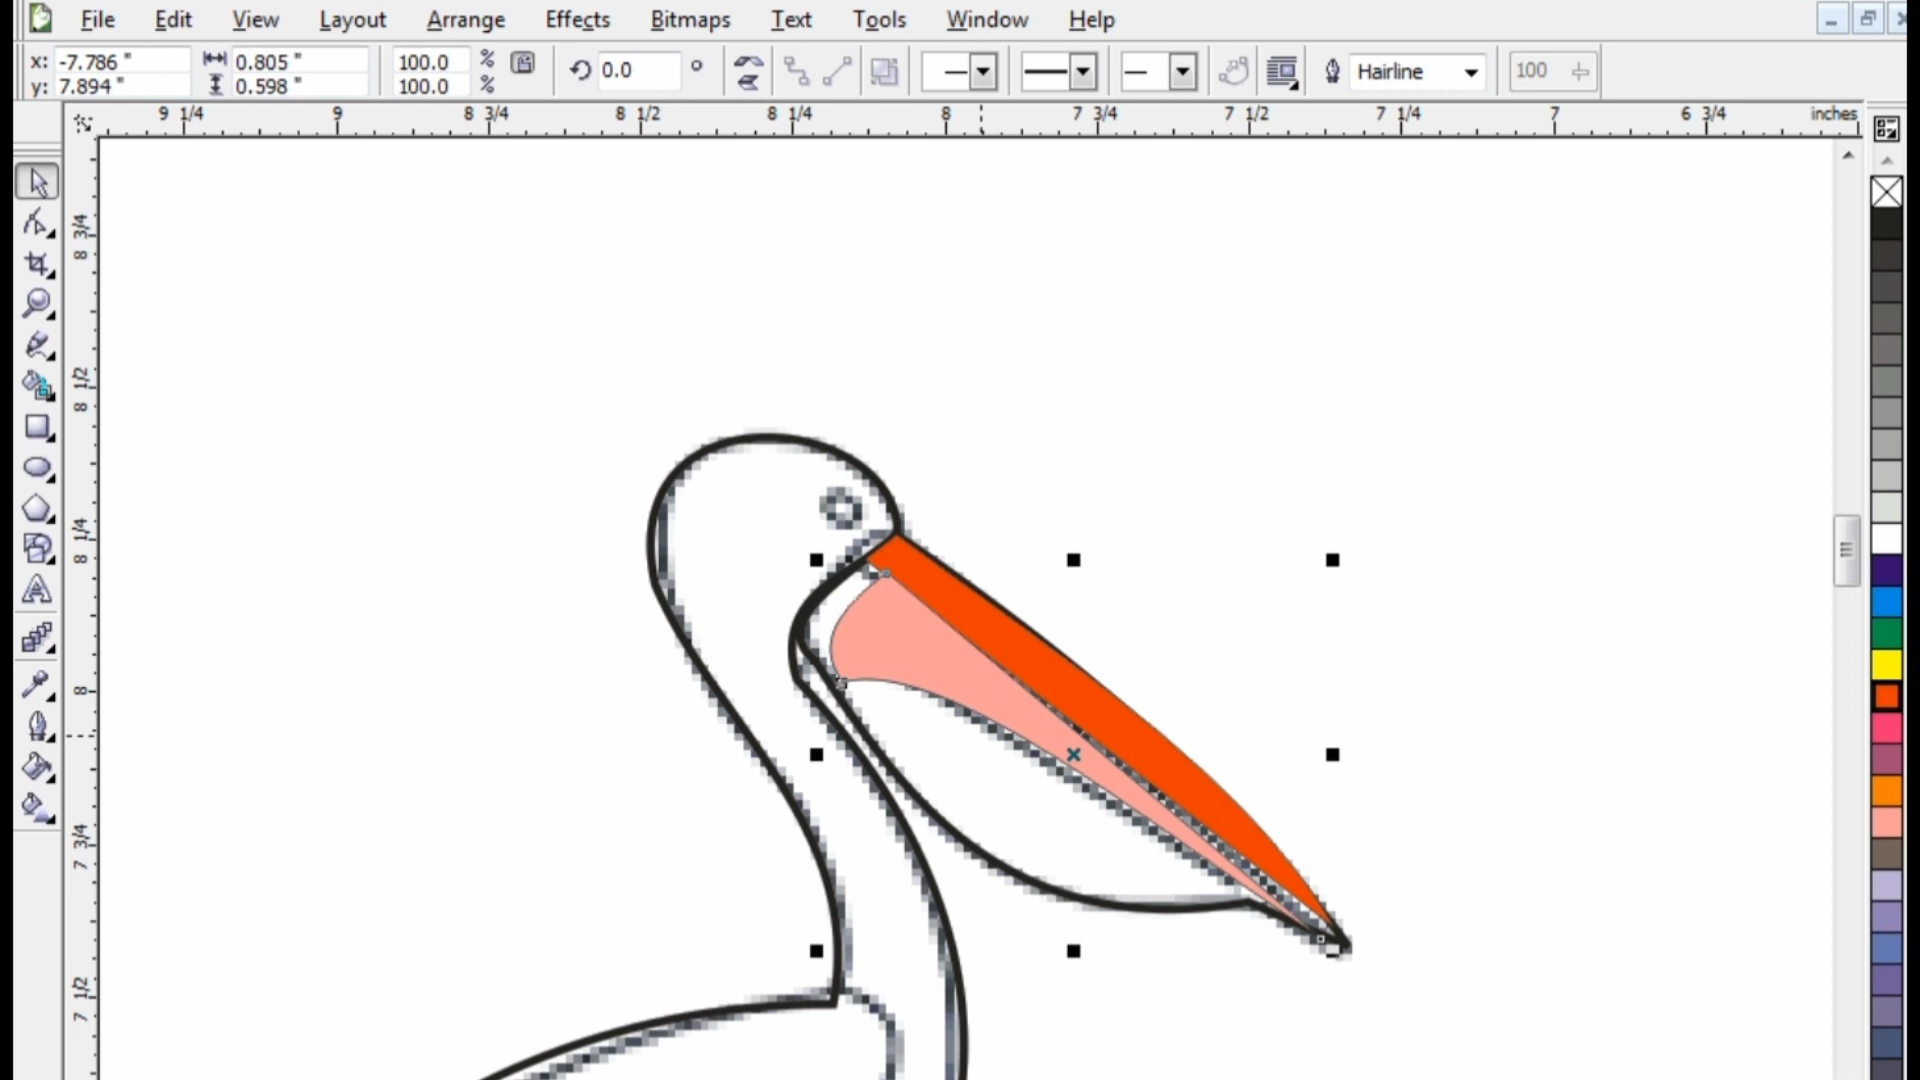 File Edit View Layout Arrange Effects Bitmaps Text Tools Window Help
x: -7.786 " 0.805 " 100.0 % 0.0 ° Hairline 100
y: 7.894 " 0.598 " 100.0 %
9 1/4 9 8 3/4 8 1/2 8 1/4 8 7 3/4 7 1/2 7 1/4 7 6 3/4 inches
8 3/4
8 1/2
8 1/4
8
7 3/4
7 1/2